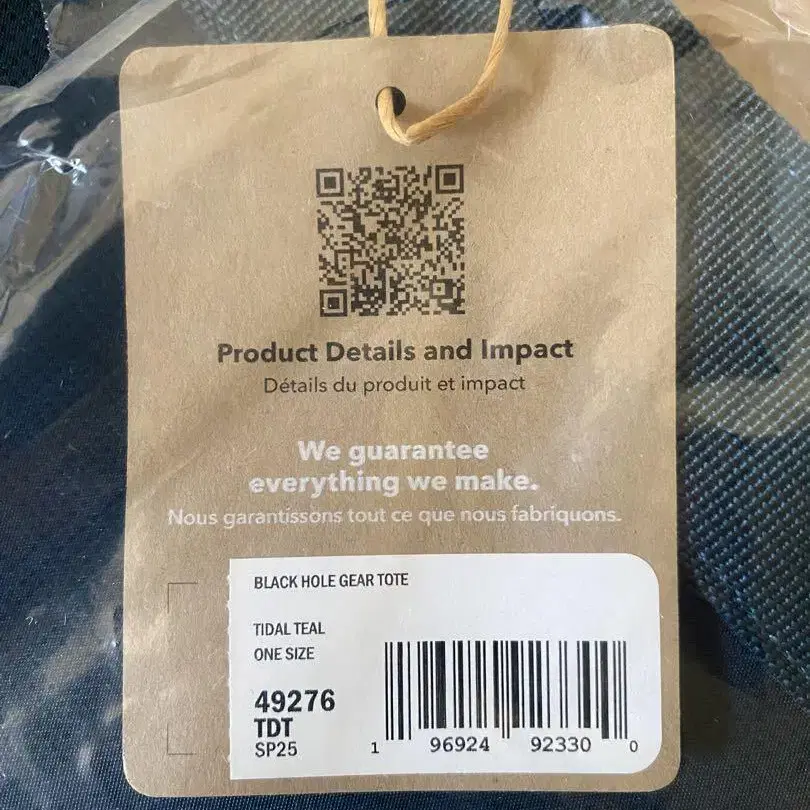 Product Details and Impact
Détails du produit et impact
We guarantee
everything we make.
Nous garantissons tout ce que nous fabriquons.
BLACK HOLE GEAR TOTE
TIDAL TEAL
ONE SIZE
49276
TDT
SP25
1 96924 92330 0